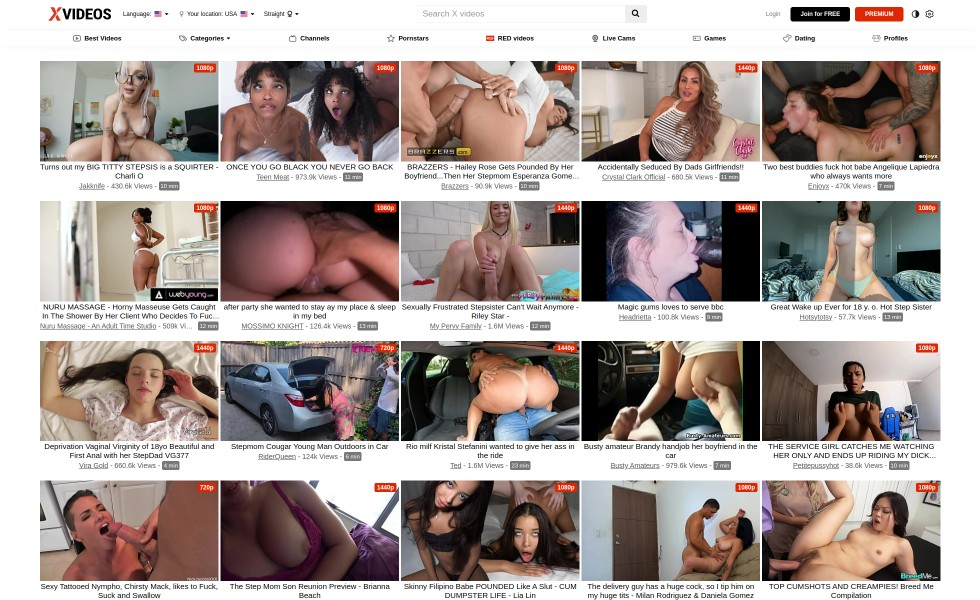 XVIDEOS
Language:
Your location: USA
Straight
Search X videos
Login
Join for FREE
PREMIUM
Best Videos
Categories
Channels
Pornstars
RED videos
Live Cams
Games
Dating
Profiles
1080p
Turns out my BIG TITTY STEPSIS is a SQUIRTER -
Charli O
Jakknife - 430.6k Views - 10 min
1080p
ONCE YOU GO BLACK YOU NEVER GO BACK
Teen Meat - 973.9k Views - 11 min
1080p
BRAZZERS
BRAZZERS - Hailey Rose Gets Pounded By Her
Boyfriend...Then Her Stepmom Esperanza Gome...
Brazzers - 90.9k Views - 10 min
1440p
Crystal Clark
Accidentally Seduced By Dads Girlfriends!!
Crystal Clark Official - 660.5k Views - 11 min
1080p
enjoyx
Two best buddies fuck hot babe Angelique Lapiedra
who always wants more
Enjoyx - 470k Views - 7 min
1080p
webyoung.com
NURU MASSAGE - Horny Masseuse Gets Caught
In The Shower By Her Client Who Decides To Fuc...
Nuru Massage - An Adult Time Studio - 509k Vi... - 12 min
1080p
after party she wanted to stay ay my place & sleep
in my bed
MOSSIMO KNIGHT - 126.4k Views - 13 min
1440p
Sexually Frustrated Stepsister Can't Wait Anymore -
Riley Star -
My Pervy Family - 1.6M Views - 12 min
1440p
Magic gums loves to serve bbc
Headrietta - 100.8k Views - 9 min
1080p
Great Wake up Ever for 18 y. o. Hot Step Sister
Hotsytotsy - 57.7k Views - 13 min
1440p
Deprivation Vaginal Virginity of 18yo Beautiful and
First Anal with her StepDad VG377
Vira Gold - 660.6k Views - 4 min
720p
Stepmom Cougar Young Man Outdoors in Car
RiderQueen - 124k Views - 6 min
1440p
Rio milf Kristal Stefanini wanted to give her ass in
the ride
Ted - 1.6M Views - 23 min
Busty-Amateurs.com
Busty amateur Brandy handjob her boyfriend in the
car
Busty Amateurs - 979.6k Views - 7 min
1080p
THE SERVICE GIRL CATCHES ME WATCHING
HER ONLY AND ENDS UP RIDING MY DICK...
Petitepussyhot - 38.6k Views - 10 min
720p
Sexy Tattooed Nympho, Chirsty Mack, likes to Fuck,
Suck and Swallow
1440p
The Step Mom Son Reunion Preview - Brianna
Beach
1080p
Skinny Filipino Babe POUNDED Like A Slut - CUM
DUMPSTER LIFE - Lia Lin
1080p
The delivery guy has a huge cock, so I tip him on
my huge tits - Milan Rodriguez & Daniela Gomez
1080p
BreedMe.com
TOP CUMSHOTS AND CREAMPIES! Breed Me
Compilation